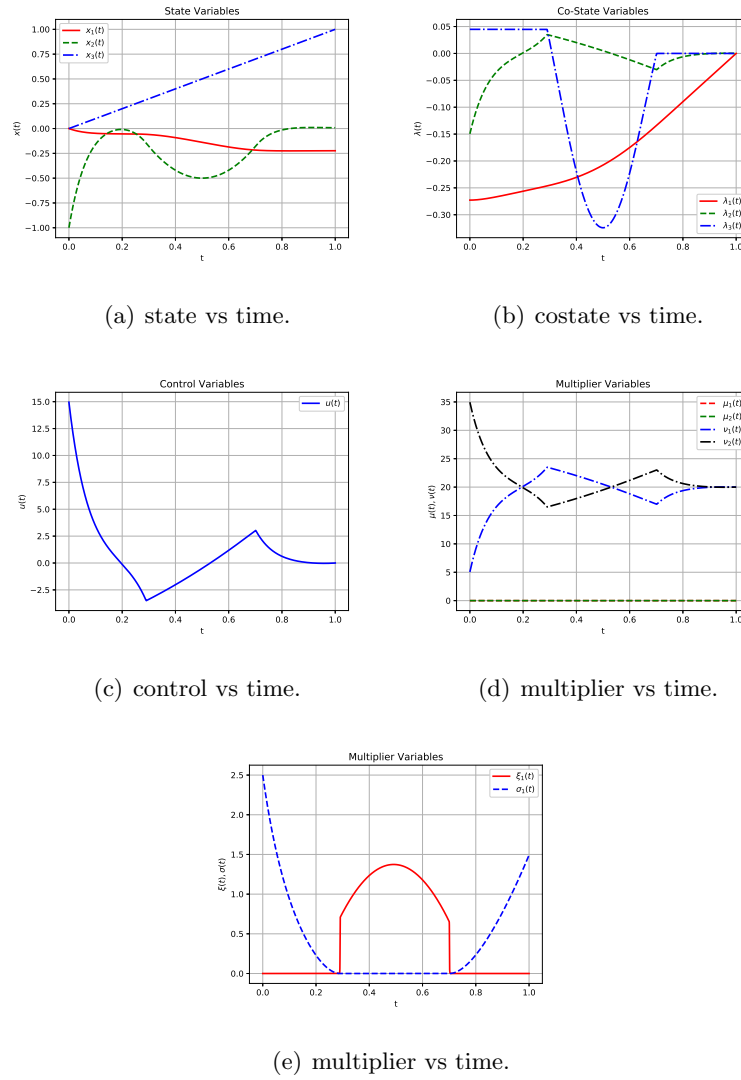 State Variables
x₁(t)
x₂(t)
x₃(t)
1.00
0.75
0.50
0.25
0.00
−0.25
−0.50
−0.75
−1.00
x(t)
0.0 0.2 0.4 0.6 0.8 1.0
t
(a) state vs time.
Co-State Variables
0.05
0.00
−0.05
−0.10
−0.15
−0.20
−0.25
−0.30
λ(t)
λ₁(t)
λ₂(t)
λ₃(t)
0.0 0.2 0.4 0.6 0.8 1.0
t
(b) costate vs time.
Control Variables
u(t)
15.0
12.5
10.0
7.5
5.0
2.5
0.0
−2.5
u(t)
0.0 0.2 0.4 0.6 0.8 1.0
t
(c) control vs time.
Multiplier Variables
μ₁(t)
μ₂(t)
ν₁(t)
ν₂(t)
35
30
25
20
15
10
5
0
μ(t), ν(t)
0.0 0.2 0.4 0.6 0.8 1.0
t
(d) multiplier vs time.
Multiplier Variables
ξ₁(t)
σ₁(t)
2.5
2.0
1.5
1.0
0.5
0.0
ξ(t), σ(t)
0.0 0.2 0.4 0.6 0.8 1.0
t
(e) multiplier vs time.